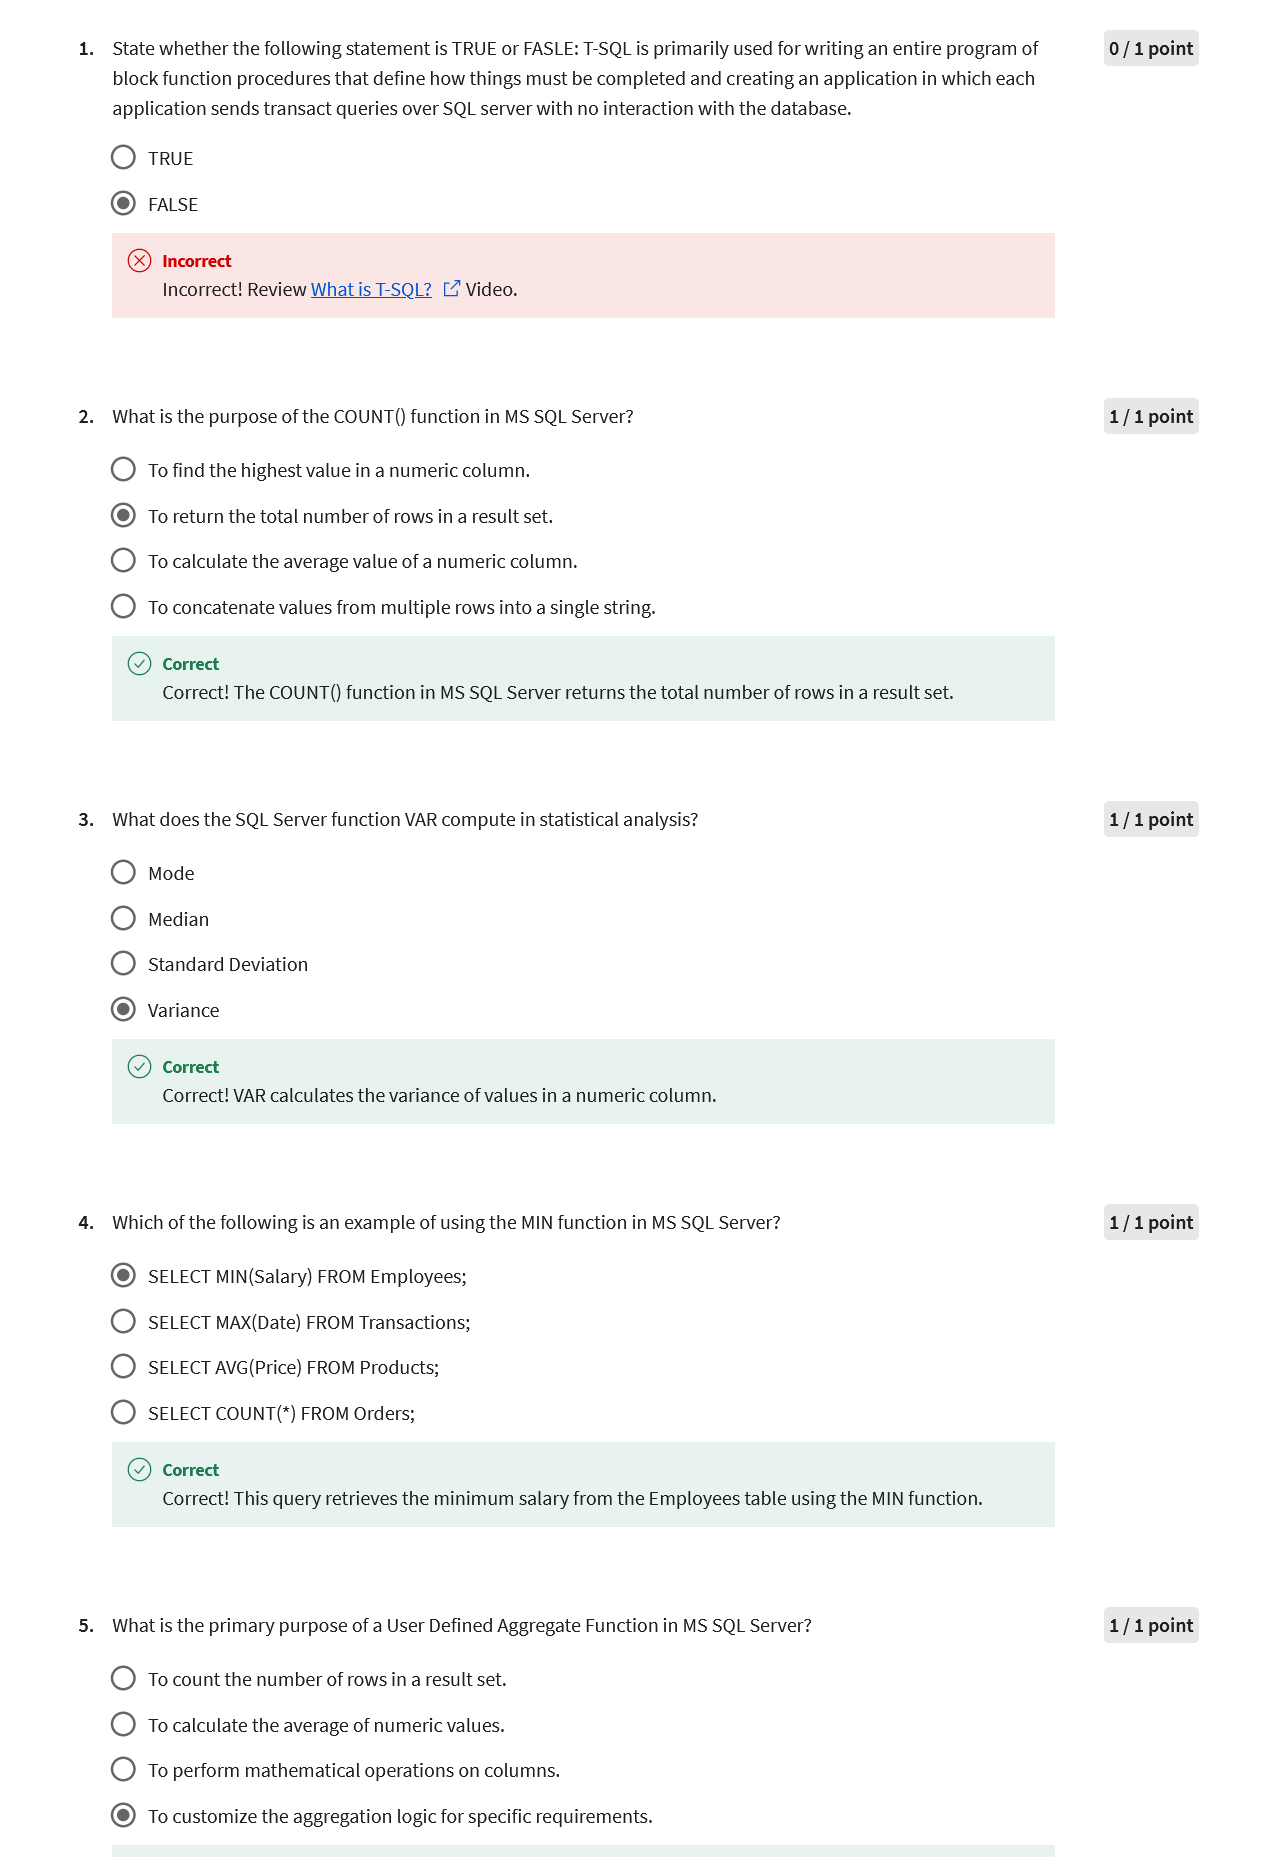 1. State whether the following statement is TRUE or FASLE: T-SQL is primarily used for writing an entire program of
block function procedures that define how things must be completed and creating an application in which each
application sends transact queries over SQL server with no interaction with the database.
0 / 1 point
TRUE
FALSE
Incorrect
Incorrect! Review What is T-SQL? Video.
2. What is the purpose of the COUNT() function in MS SQL Server?
1 / 1 point
To find the highest value in a numeric column.
To return the total number of rows in a result set.
To calculate the average value of a numeric column.
To concatenate values from multiple rows into a single string.
Correct
Correct! The COUNT() function in MS SQL Server returns the total number of rows in a result set.
3. What does the SQL Server function VAR compute in statistical analysis?
1 / 1 point
Mode
Median
Standard Deviation
Variance
Correct
Correct! VAR calculates the variance of values in a numeric column.
4. Which of the following is an example of using the MIN function in MS SQL Server?
1 / 1 point
SELECT MIN(Salary) FROM Employees;
SELECT MAX(Date) FROM Transactions;
SELECT AVG(Price) FROM Products;
SELECT COUNT(*) FROM Orders;
Correct
Correct! This query retrieves the minimum salary from the Employees table using the MIN function.
5. What is the primary purpose of a User Defined Aggregate Function in MS SQL Server?
1 / 1 point
To count the number of rows in a result set.
To calculate the average of numeric values.
To perform mathematical operations on columns.
To customize the aggregation logic for specific requirements.